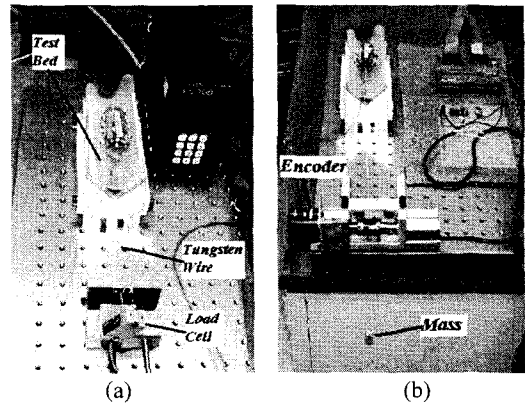 Test
Bed
Tungsten
Wire
Load
Cell
(a)
Encoder
Mass
(b)